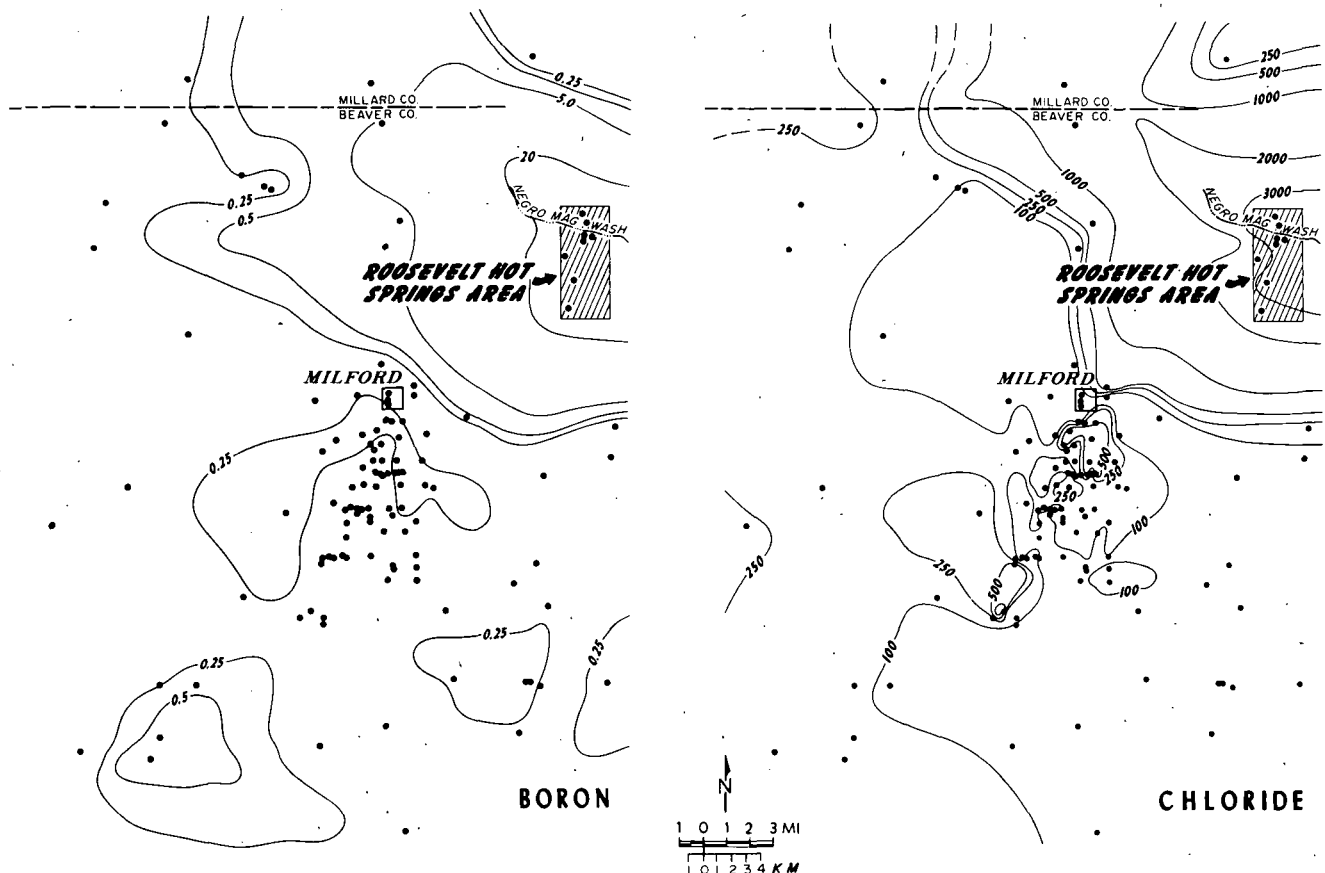 0.25
5.0
MILLARD CO.
BEAVER CO.
20
0.25
0.5
NEGRO MAG WASH
ROOSEVELT HOT
SPRINGS AREA
MILFORD
0.25
0.25
0.25
0.25
0.5
BORON
250
500
1000
MILLARD CO.
BEAVER CO.
250
2000
1000
500
250
100
3000
NEGRO MAG WASH
ROOSEVELT HOT
SPRINGS AREA
MILFORD
500
250
250
100
250
250
500
100
100
CHLORIDE
N
1 0 1 2 3 MI
1 0 1 2 3 4 KM